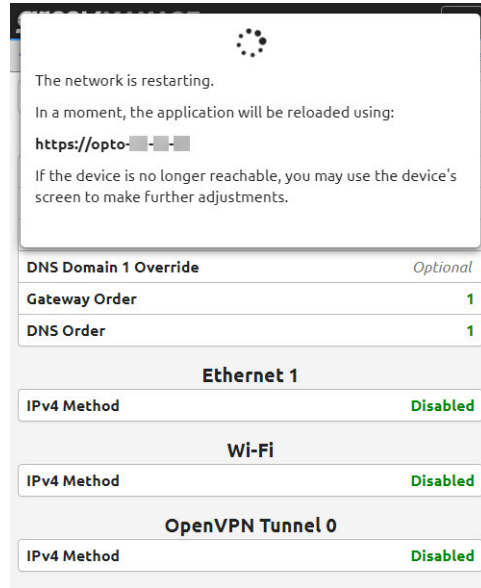 The network is restarting.
In a moment, the application will be reloaded using:
https://opto- - -
If the device is no longer reachable, you may use the device's
screen to make further adjustments.
DNS Domain 1 Override Optional
Gateway Order 1
DNS Order 1
Ethernet 1
IPv4 Method Disabled
Wi-Fi
IPv4 Method Disabled
OpenVPN Tunnel 0
IPv4 Method Disabled